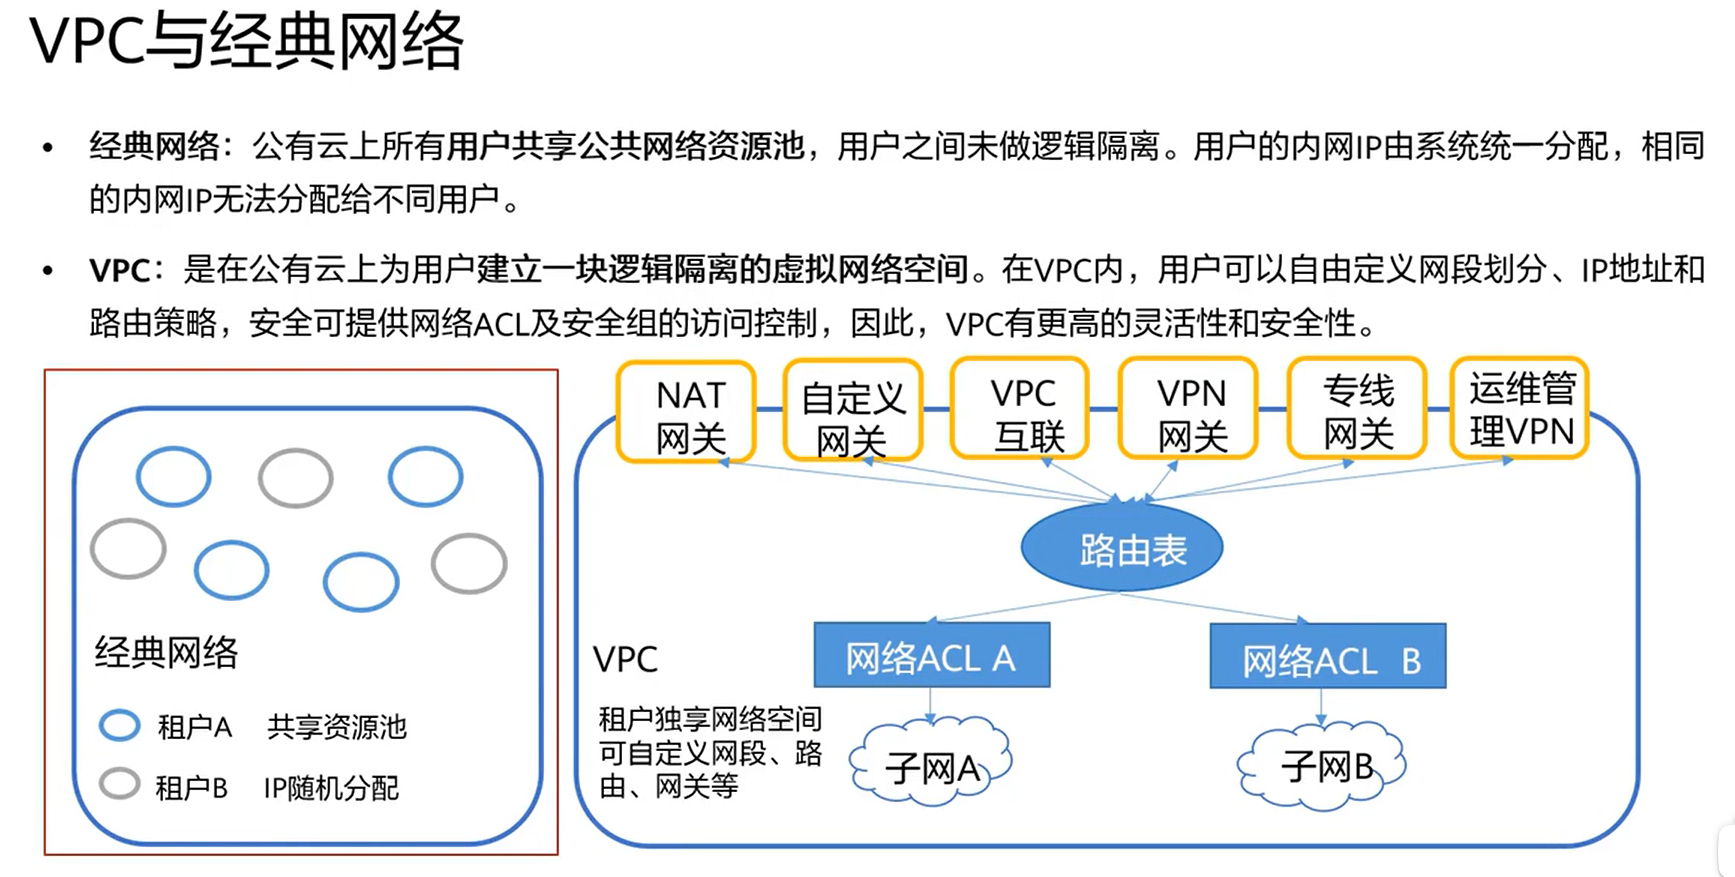 VPC与经典网络
• 经典网络：公有云上所有用户共享公共网络资源池，用户之间未做逻辑隔离。用户的内网IP由系统统一分配，相同
的内网IP无法分配给不同用户。
• VPC：是在公有云上为用户建立一块逻辑隔离的虚拟网络空间。在VPC内，用户可以自由定义网段划分、IP地址和
路由策略，安全可提供网络ACL及安全组的访问控制，因此，VPC有更高的灵活性和安全性。
经典网络
租户A 共享资源池
租户B IP随机分配
NAT
网关
自定义
网关
VPC
互联
VPN
网关
专线
网关
运维管
理VPN
路由表
网络ACL A
网络ACL B
VPC
租户独享网络空间
可自定义网段、路
由、网关等
子网A
子网B